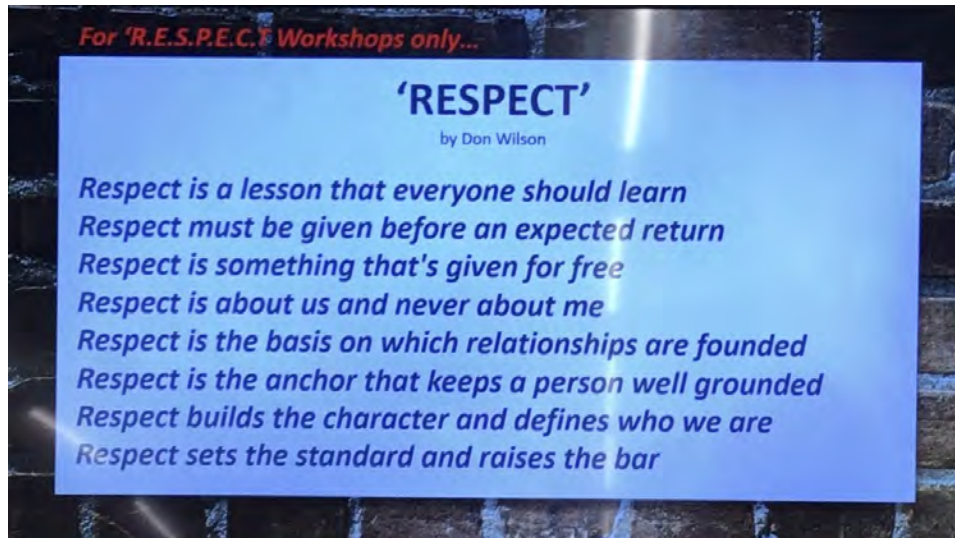 For 'R.E.S.P.E.C.T Workshops only...
'RESPECT'
by Don Wilson
Respect is a lesson that everyone should learn
Respect must be given before an expected return
Respect is something that's given for free
Respect is about us and never about me
Respect is the basis on which relationships are founded
Respect is the anchor that keeps a person well grounded
Respect builds the character and defines who we are
Respect sets the standard and raises the bar